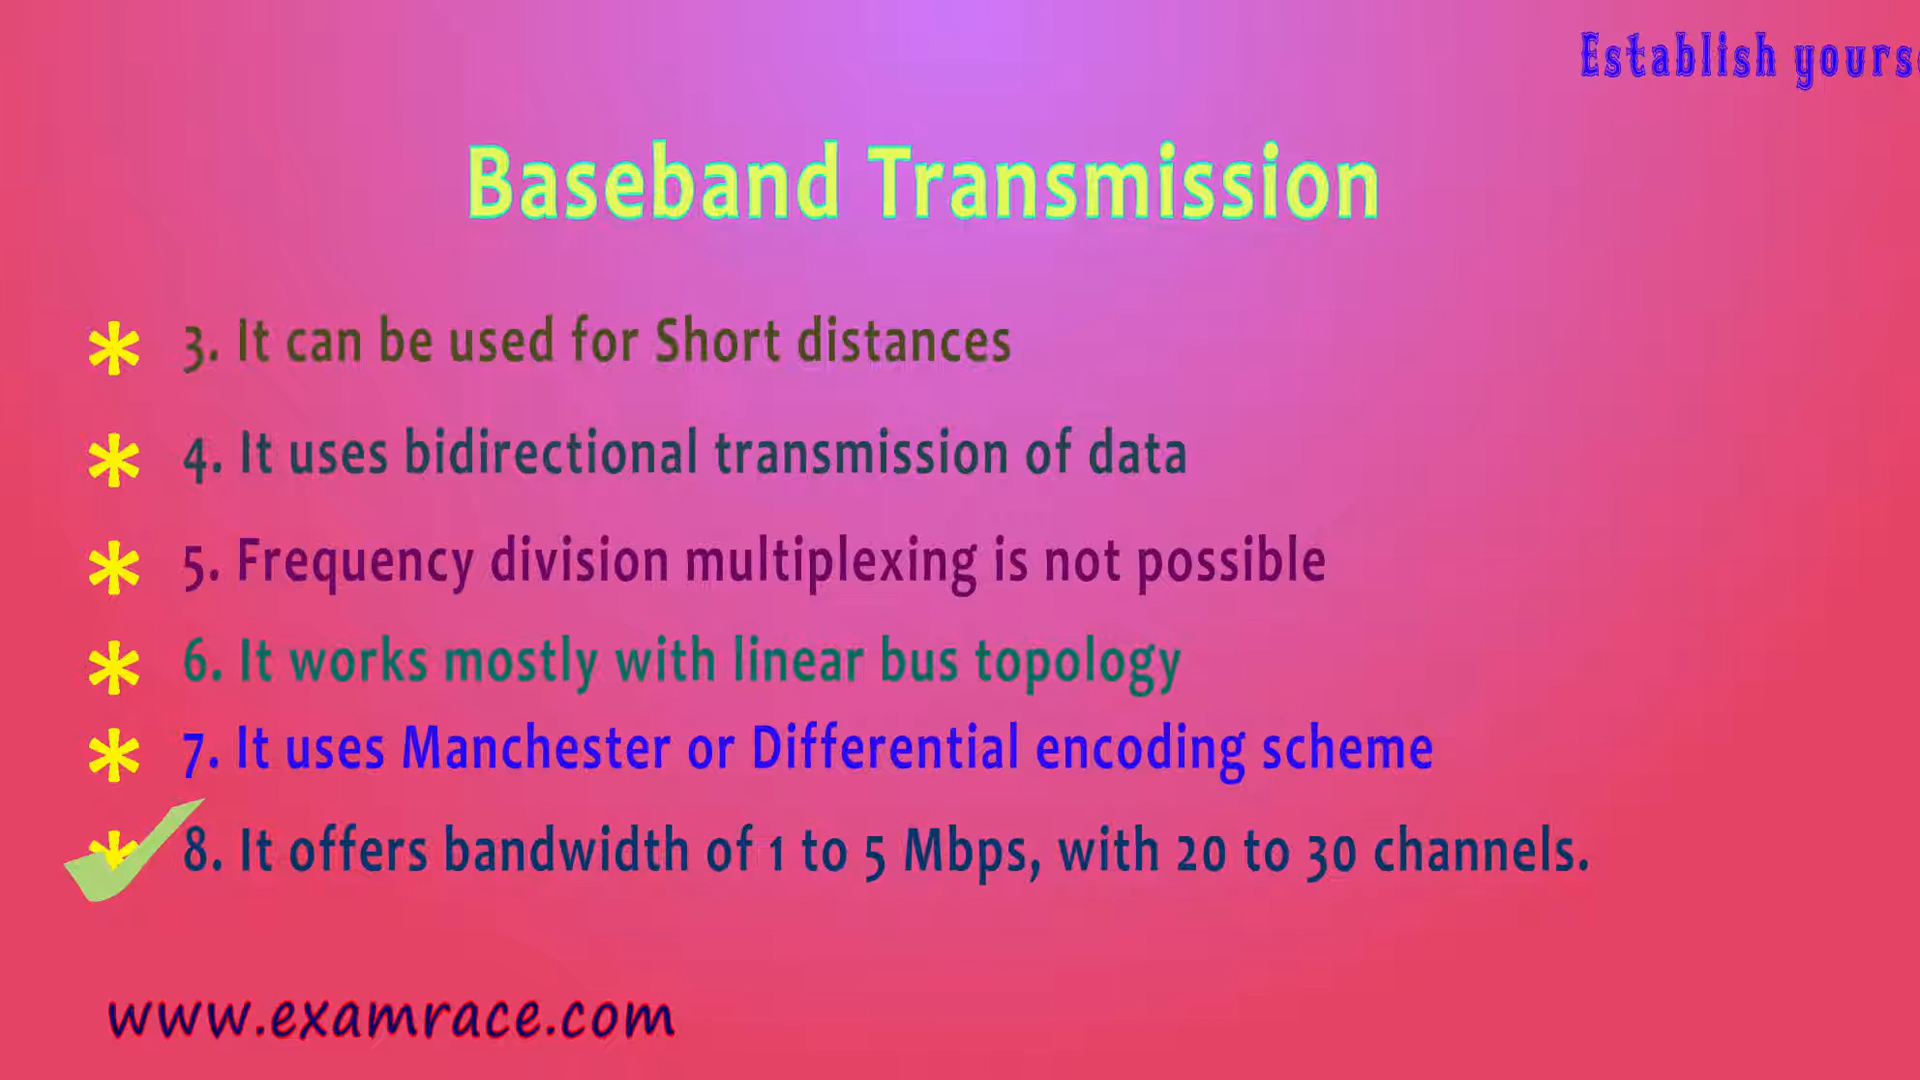 Establish
Baseband Transmission
* 3. It can be used for Short distances
* 4. It uses bidirectional transmission of data
* 5. Frequency division multiplexing is not possible
* 6. It works mostly with linear bus topology
* 7. It uses Manchester or Differential encoding scheme
* 8. It offers bandwidth of 1 to 5 Mbps, with 20 to 30 channels.
www.examrace.com